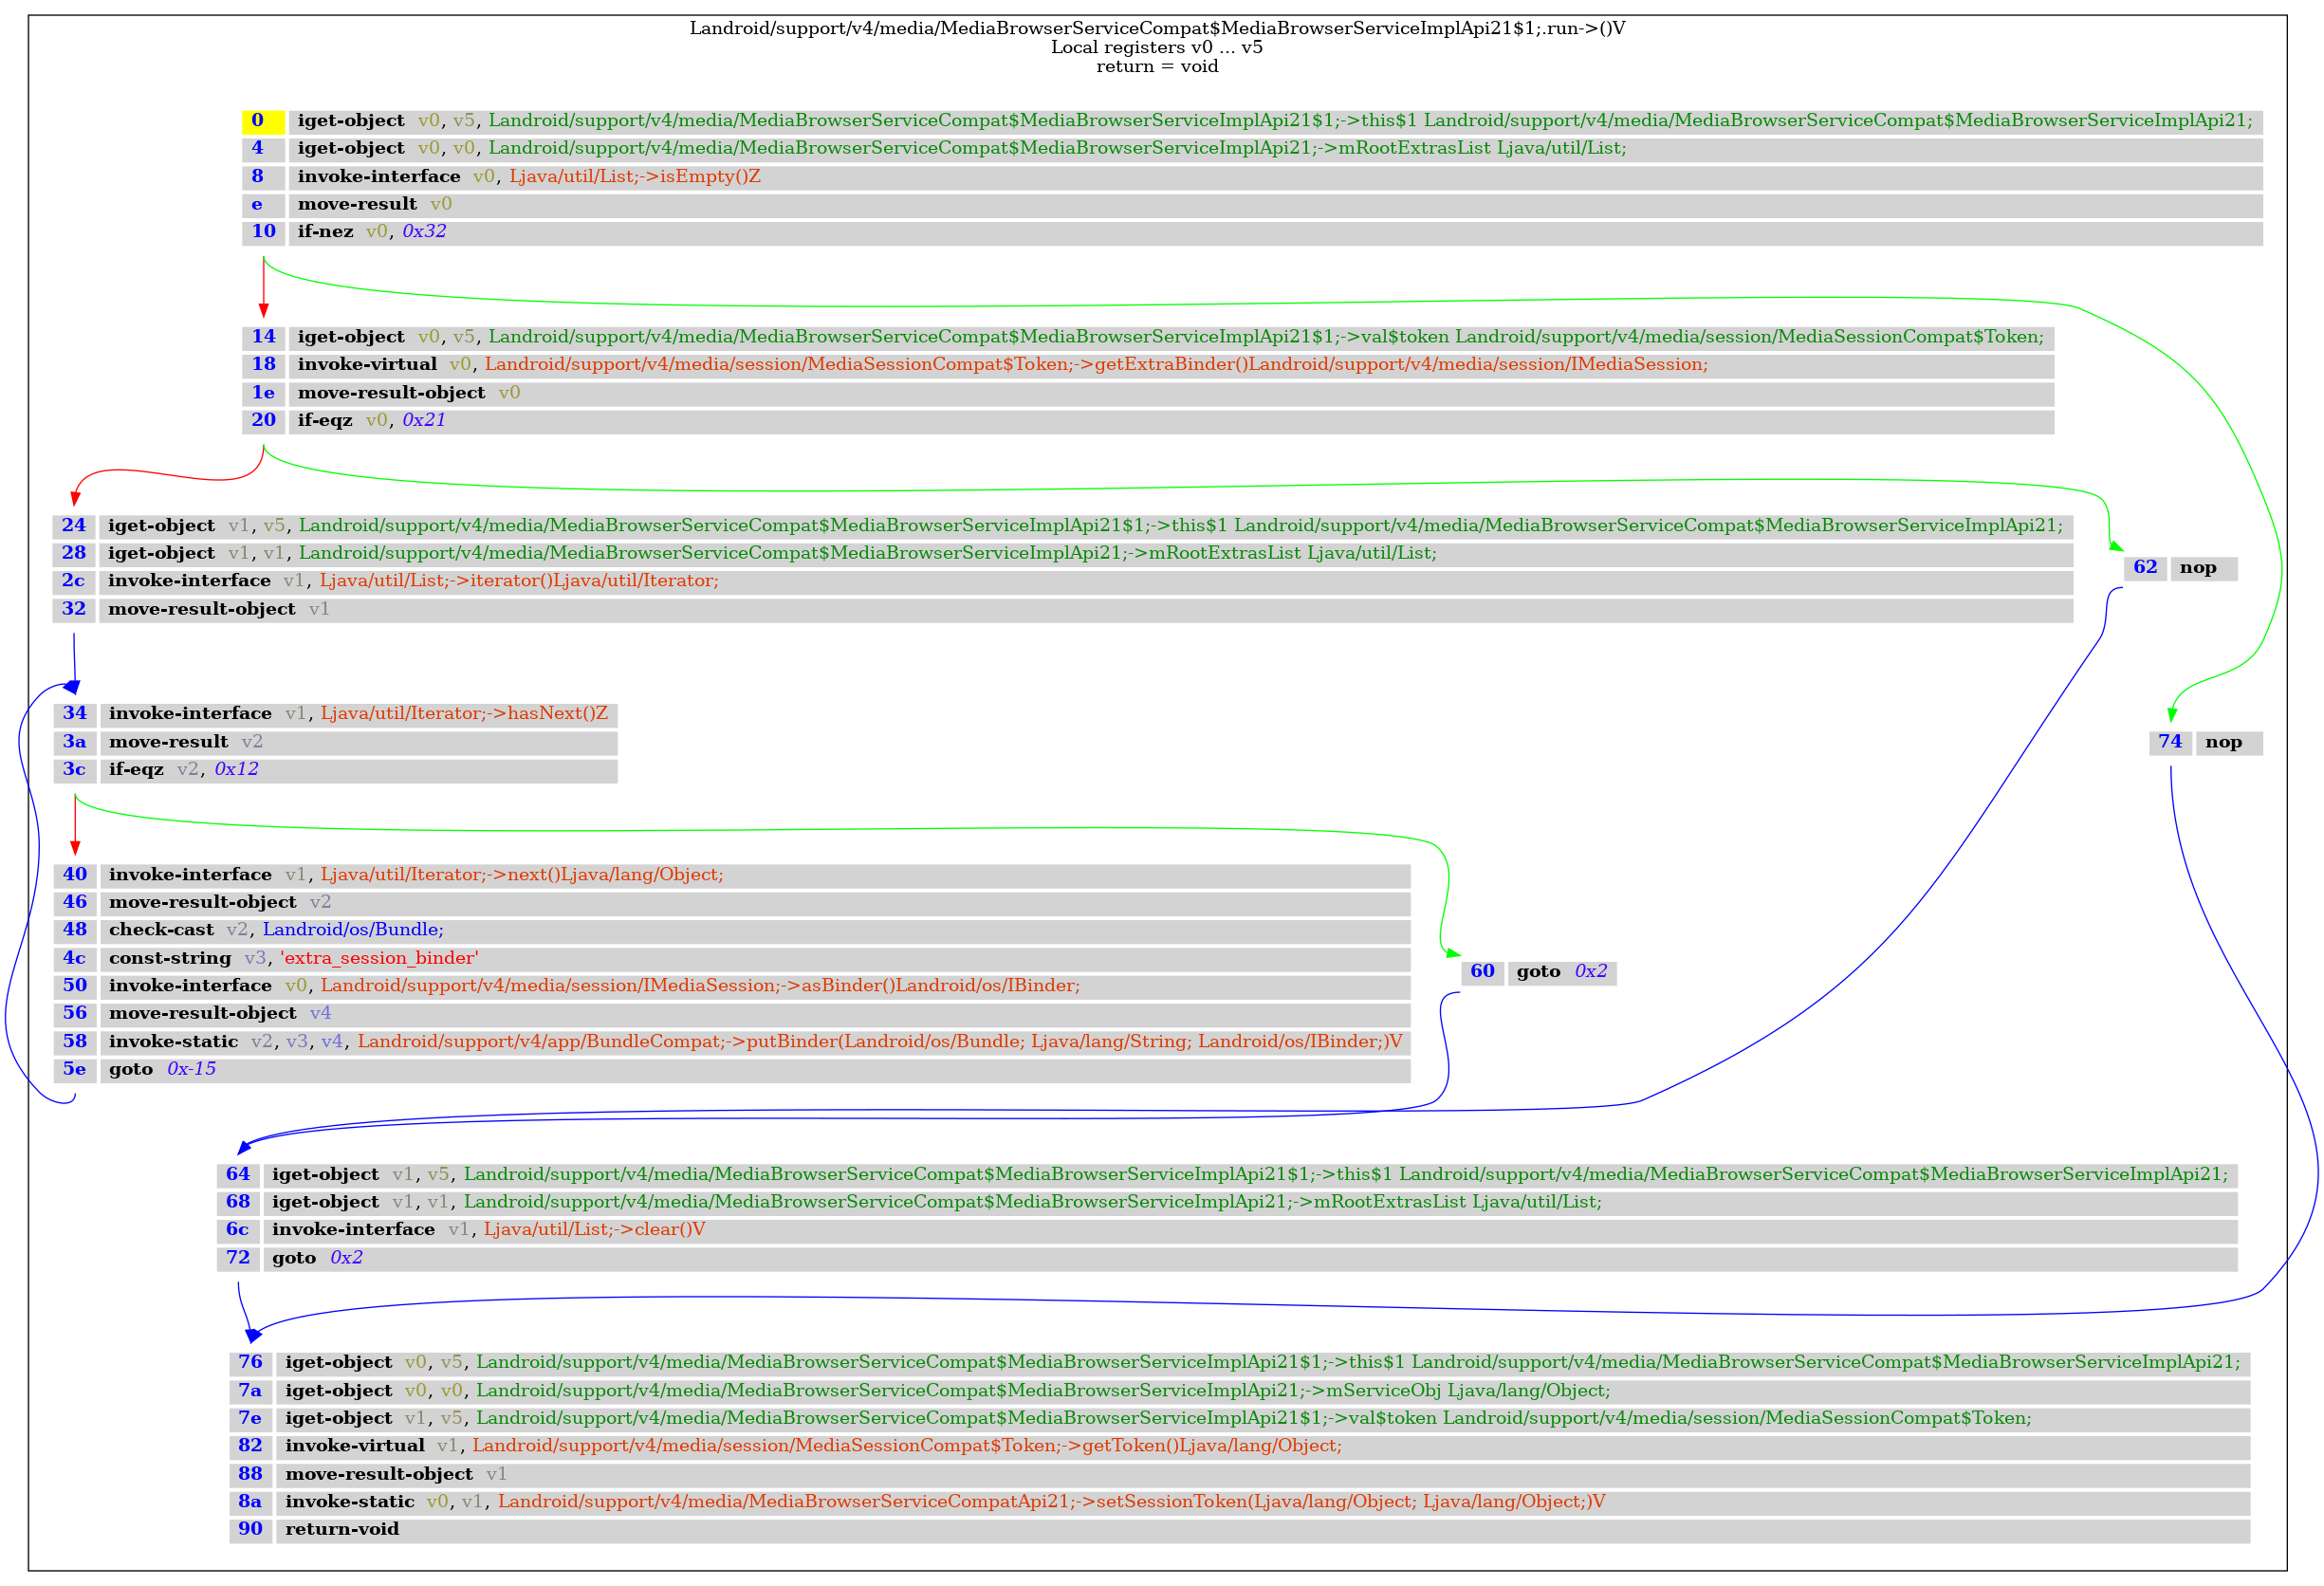 Landroid/support/v4/media/MediaBrowserServiceCompat$MediaBrowserServiceImplApi21$1;.run->()V
Local registers v0 ... v5
return = void
0 iget-object v0, v5, Landroid/support/v4/media/MediaBrowserServiceCompat$MediaBrowserServiceImplApi21$1;->this$1 Landroid/support/v4/media/MediaBrowserServiceCompat$MediaBrowserServiceImplApi21;
4 iget-object v0, v0, Landroid/support/v4/media/MediaBrowserServiceCompat$MediaBrowserServiceImplApi21;->mRootExtrasList Ljava/util/List;
8 invoke-interface v0, Ljava/util/List;->isEmpty()Z
e move-result v0
10 if-nez v0, 0x32
14 iget-object v0, v5, Landroid/support/v4/media/MediaBrowserServiceCompat$MediaBrowserServiceImplApi21$1;->val$token Landroid/support/v4/media/session/MediaSessionCompat$Token;
18 invoke-virtual v0, Landroid/support/v4/media/session/MediaSessionCompat$Token;->getExtraBinder()Landroid/support/v4/media/session/IMediaSession;
1e move-result-object v0
20 if-eqz v0, 0x21
24 iget-object v1, v5, Landroid/support/v4/media/MediaBrowserServiceCompat$MediaBrowserServiceImplApi21$1;->this$1 Landroid/support/v4/media/MediaBrowserServiceCompat$MediaBrowserServiceImplApi21;
28 iget-object v1, v1, Landroid/support/v4/media/MediaBrowserServiceCompat$MediaBrowserServiceImplApi21;->mRootExtrasList Ljava/util/List;
2c invoke-interface v1, Ljava/util/List;->iterator()Ljava/util/Iterator;
32 move-result-object v1
62 nop
34 invoke-interface v1, Ljava/util/Iterator;->hasNext()Z
3a move-result v2
3c if-eqz v2, 0x12
74 nop
40 invoke-interface v1, Ljava/util/Iterator;->next()Ljava/lang/Object;
46 move-result-object v2
48 check-cast v2, Landroid/os/Bundle;
4c const-string v3, 'extra_session_binder'
50 invoke-interface v0, Landroid/support/v4/media/session/IMediaSession;->asBinder()Landroid/os/IBinder;
56 move-result-object v4
58 invoke-static v2, v3, v4, Landroid/support/v4/app/BundleCompat;->putBinder(Landroid/os/Bundle; Ljava/lang/String; Landroid/os/IBinder;)V
5e goto 0x-15
60 goto 0x2
64 iget-object v1, v5, Landroid/support/v4/media/MediaBrowserServiceCompat$MediaBrowserServiceImplApi21$1;->this$1 Landroid/support/v4/media/MediaBrowserServiceCompat$MediaBrowserServiceImplApi21;
68 iget-object v1, v1, Landroid/support/v4/media/MediaBrowserServiceCompat$MediaBrowserServiceImplApi21;->mRootExtrasList Ljava/util/List;
6c invoke-interface v1, Ljava/util/List;->clear()V
72 goto 0x2
76 iget-object v0, v5, Landroid/support/v4/media/MediaBrowserServiceCompat$MediaBrowserServiceImplApi21$1;->this$1 Landroid/support/v4/media/MediaBrowserServiceCompat$MediaBrowserServiceImplApi21;
7a iget-object v0, v0, Landroid/support/v4/media/MediaBrowserServiceCompat$MediaBrowserServiceImplApi21;->mServiceObj Ljava/lang/Object;
7e iget-object v1, v5, Landroid/support/v4/media/MediaBrowserServiceCompat$MediaBrowserServiceImplApi21$1;->val$token Landroid/support/v4/media/session/MediaSessionCompat$Token;
82 invoke-virtual v1, Landroid/support/v4/media/session/MediaSessionCompat$Token;->getToken()Ljava/lang/Object;
88 move-result-object v1
8a invoke-static v0, v1, Landroid/support/v4/media/MediaBrowserServiceCompatApi21;->setSessionToken(Ljava/lang/Object; Ljava/lang/Object;)V
90 return-void